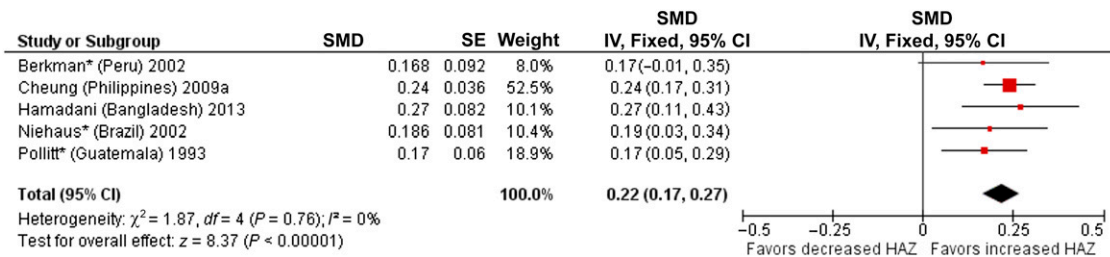 SMD SMD
Study or Subgroup SMD SE Weight IV, Fixed, 95% CI IV, Fixed, 95% CI
Berkman* (Peru) 2002 0.168 0.092 8.0% 0.17(−0.01, 0.35)
Cheung (Philippines) 2009a 0.24 0.036 52.5% 0.24 (0.17, 0.31)
Hamadani (Bangladesh) 2013 0.27 0.082 10.1% 0.27 (0.11, 0.43)
Niehaus* (Brazil) 2002 0.186 0.081 10.4% 0.19 (0.03, 0.34)
Pollitt* (Guatemala) 1993 0.17 0.06 18.9% 0.17 (0.05, 0.29)
Total (95% CI) 100.0% 0.22 (0.17, 0.27)
Heterogeneity: χ² = 1.87, df = 4 (P = 0.76); I² = 0%
Test for overall effect: z = 8.37 (P < 0.00001)
−0.5 −0.25 0 0.25 0.5
Favors decreased HAZ Favors increased HAZ